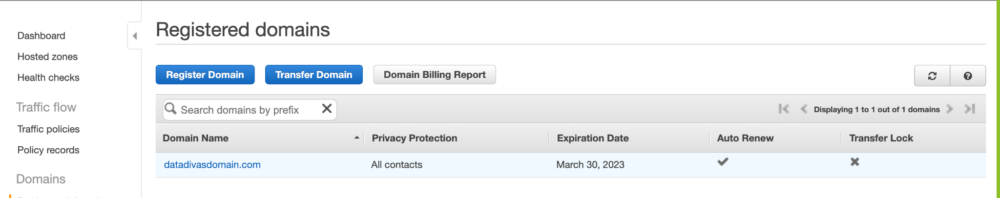 Dashboard
Hosted zones
Health checks
Traffic flow
Traffic policies
Policy records
Domains
Registered domains
Register Domain
Transfer Domain
Domain Billing Report
Search domains by prefix
Displaying 1 to 1 out of 1 domains
Domain Name Privacy Protection Expiration Date Auto Renew Transfer Lock
datadivasdomain.com All contacts March 30, 2023